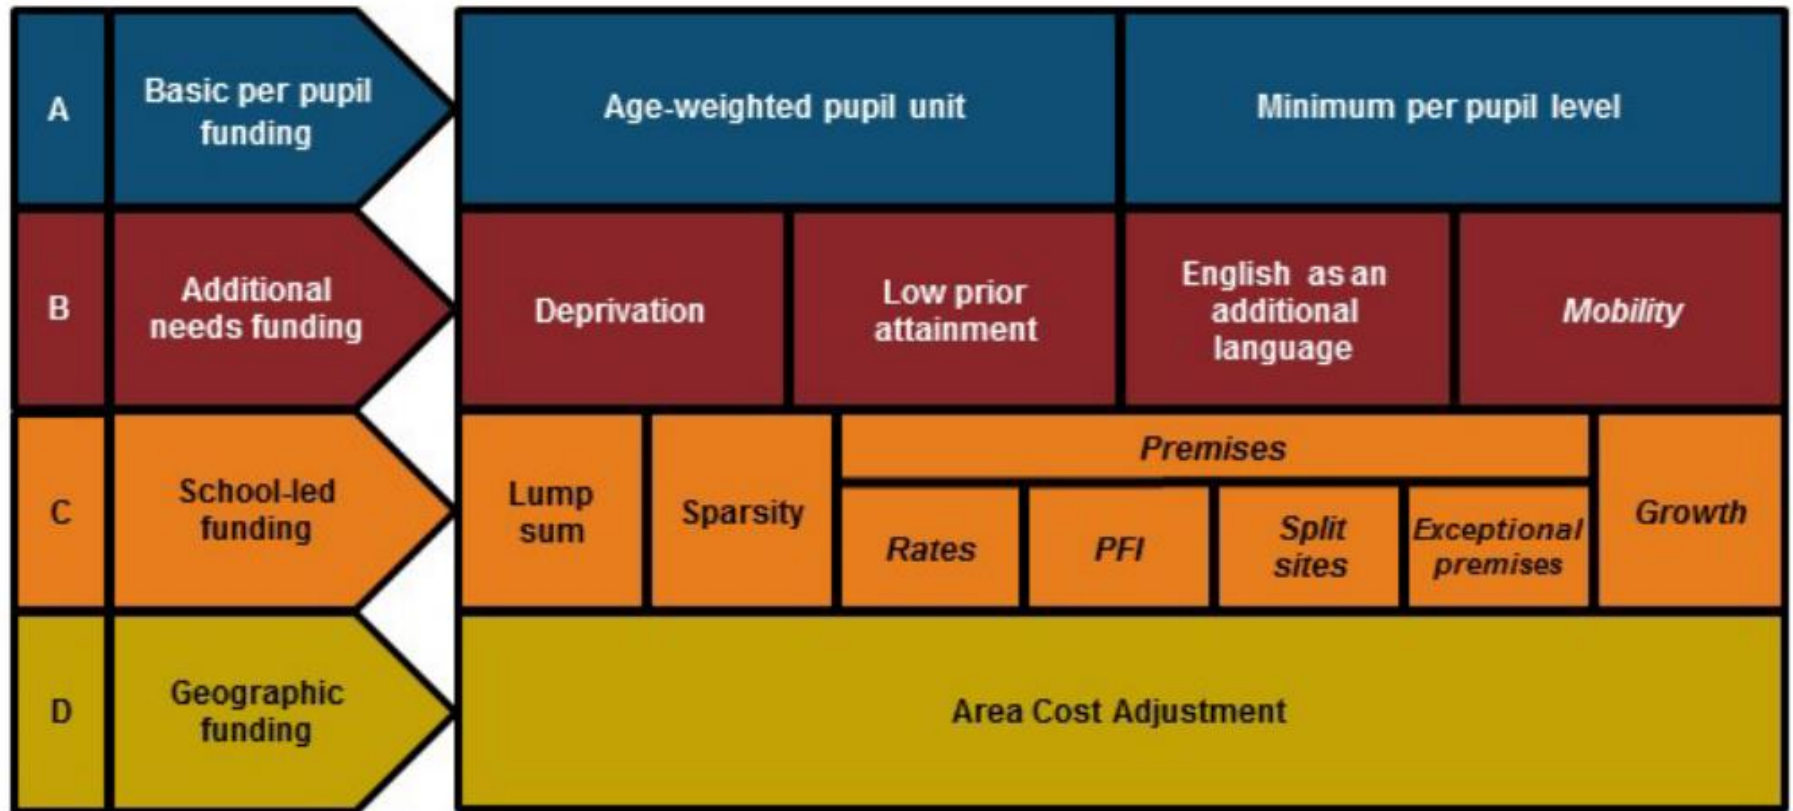 A
Basic per pupil
funding
Age-weighted pupil unit
Minimum per pupil level
B
Additional
needs funding
Deprivation
Low prior
attainment
English as an
additional
language
Mobility
C
School-led
funding
Lump
sum
Sparsity
Premises
Rates
PFI
Split
sites
Exceptional
premises
Growth
D
Geographic
funding
Area Cost Adjustment